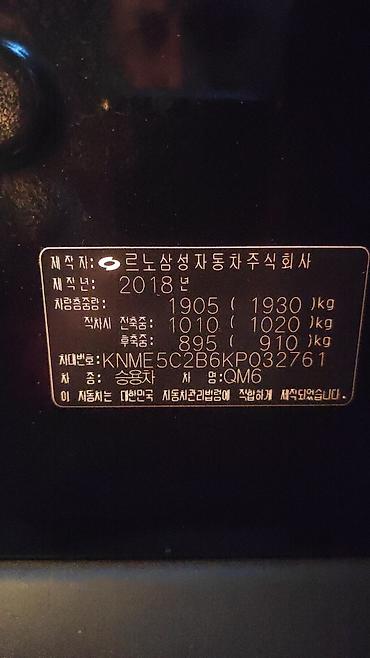 제작자: 르노삼성자동차주식회사
제작년: 2018년
차량총중량: 1905 ( 1930 )kg
적차시 전축중: 1010 ( 1020 )kg
후축중: 895 ( 910 )kg
차대번호:KNME5C2B6KP032761
차 종: 승용차 차 명:QM6
이 자동차는 대한민국 자동차관리법령에 적합하게 제작되었습니다.